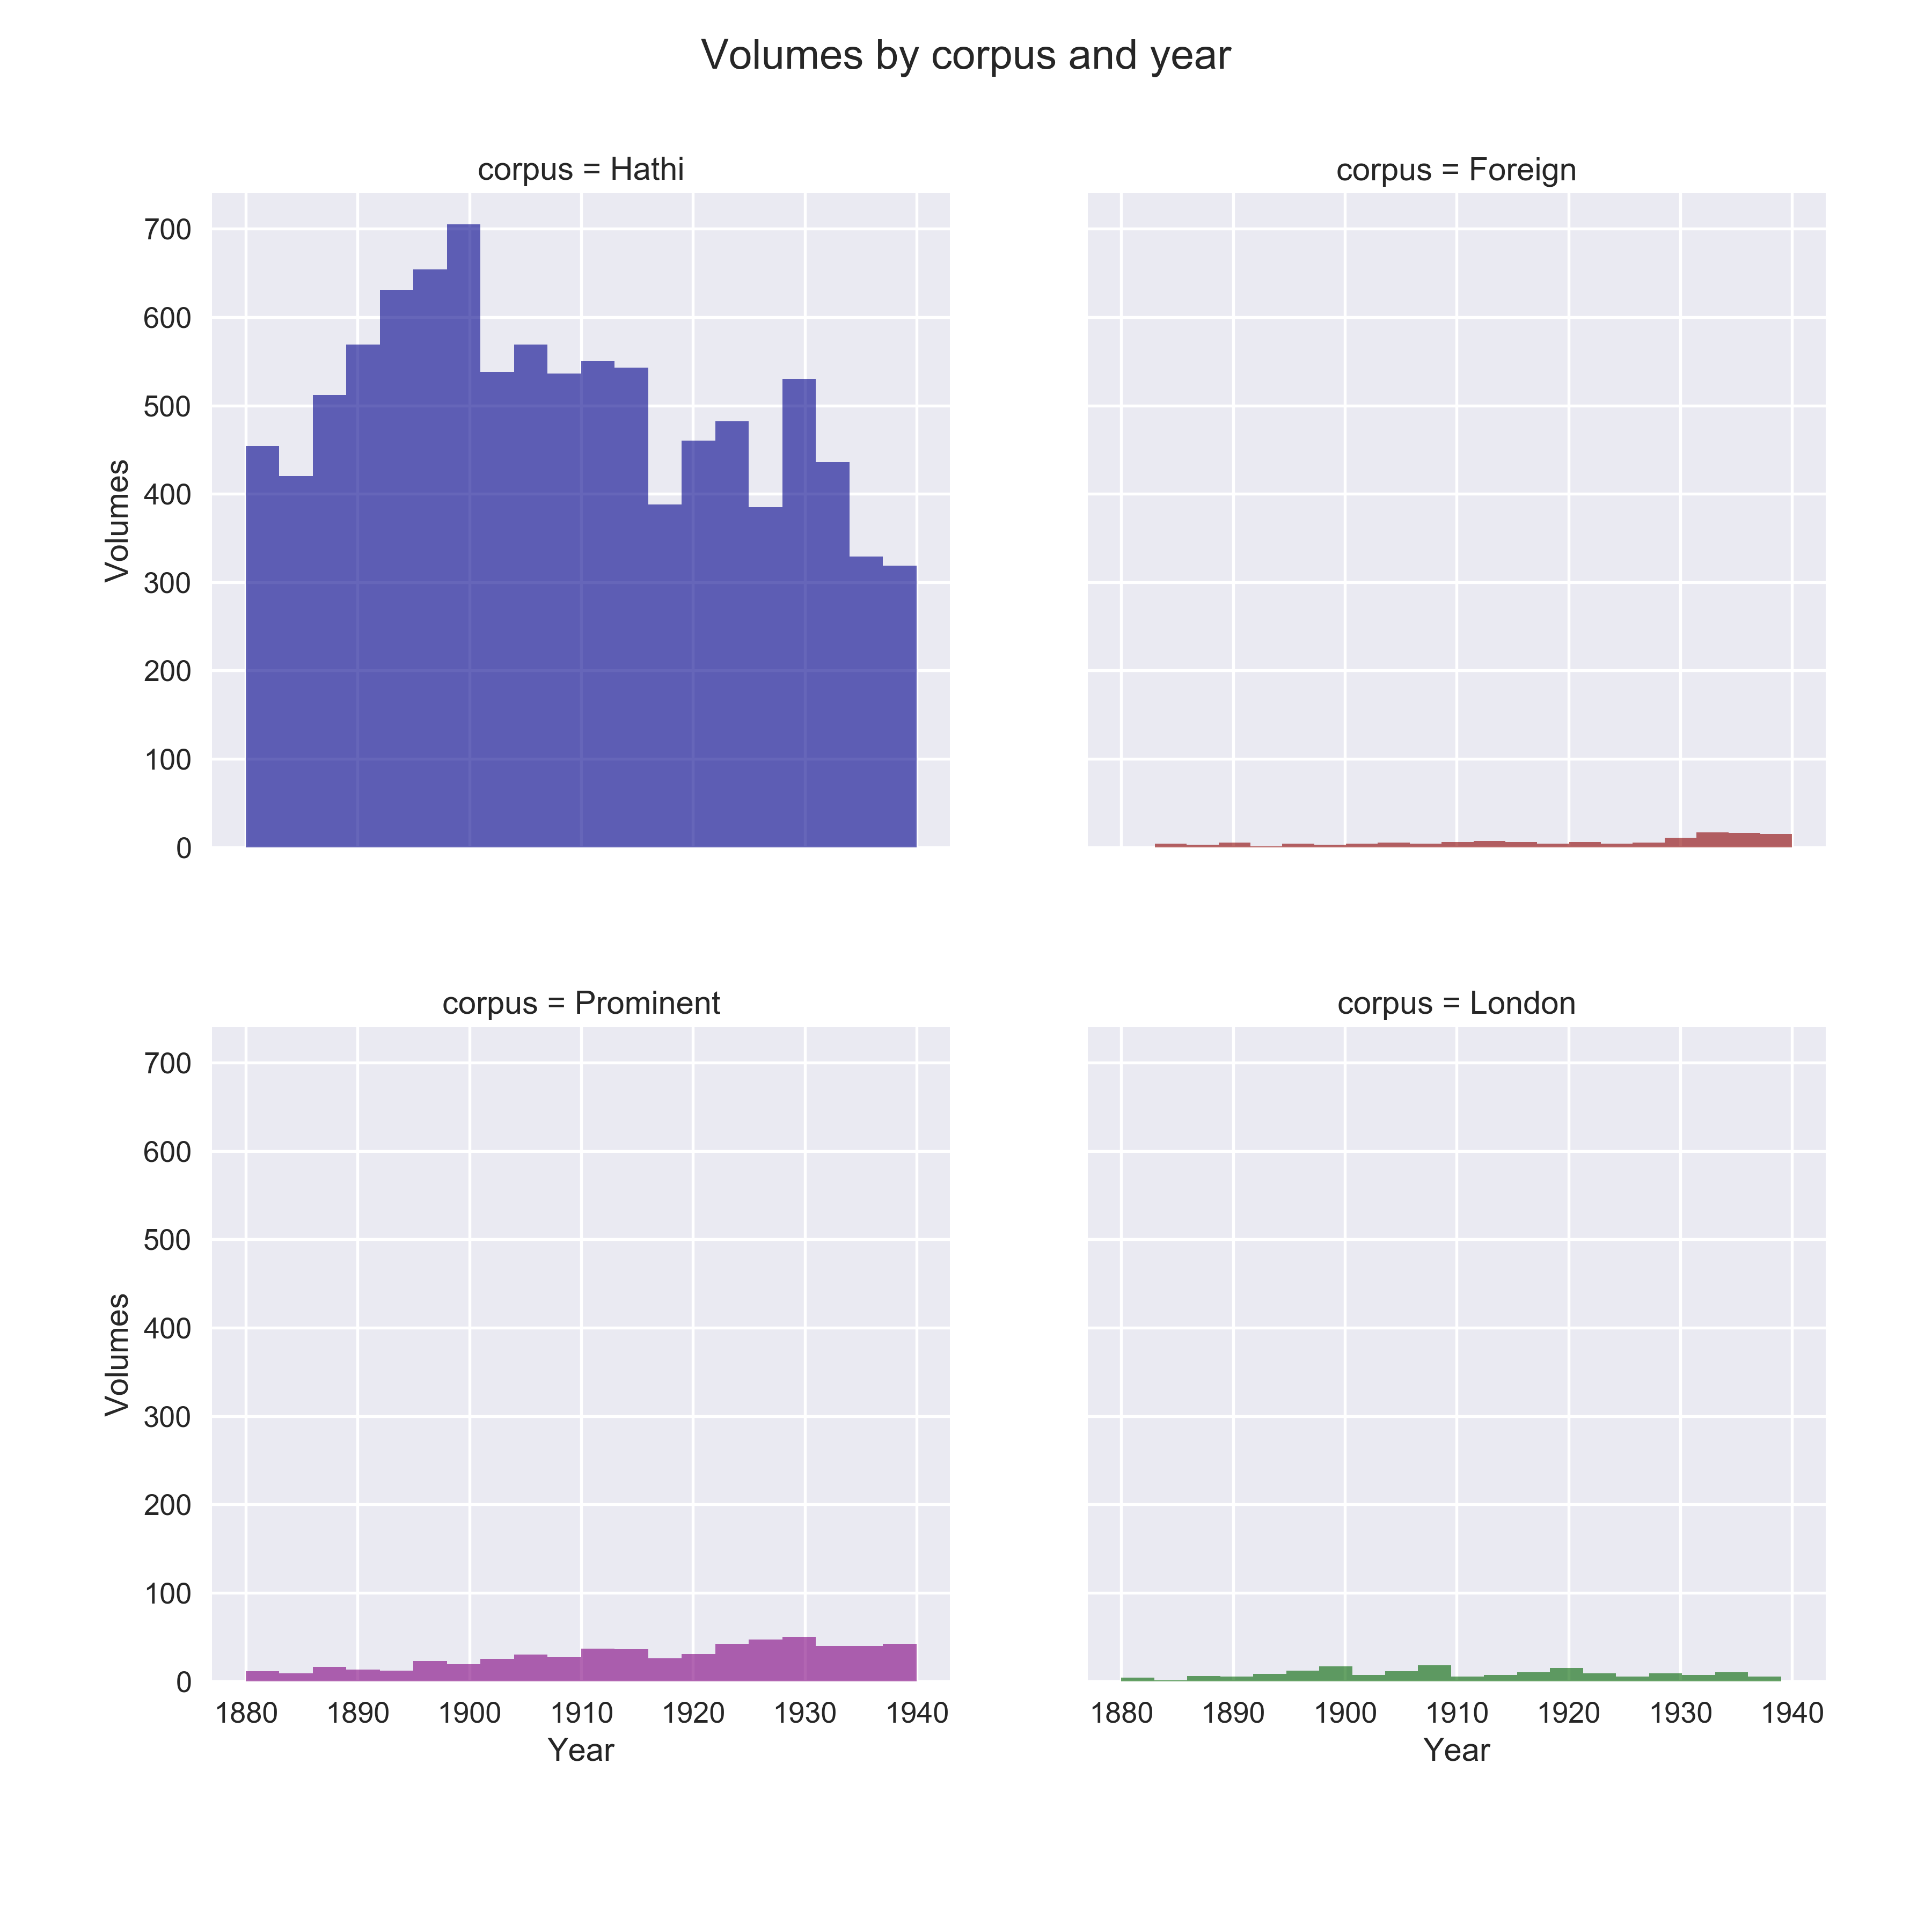 Volumes by corpus and year
corpus = Hathi
corpus = Foreign
700
600
500
400
300
200
100
0
Volumes
corpus = Prominent
corpus = London
700
600
500
400
300
200
100
0
Volumes
1880 1890 1900 1910 1920 1930 1940
Year
1880 1890 1900 1910 1920 1930 1940
Year